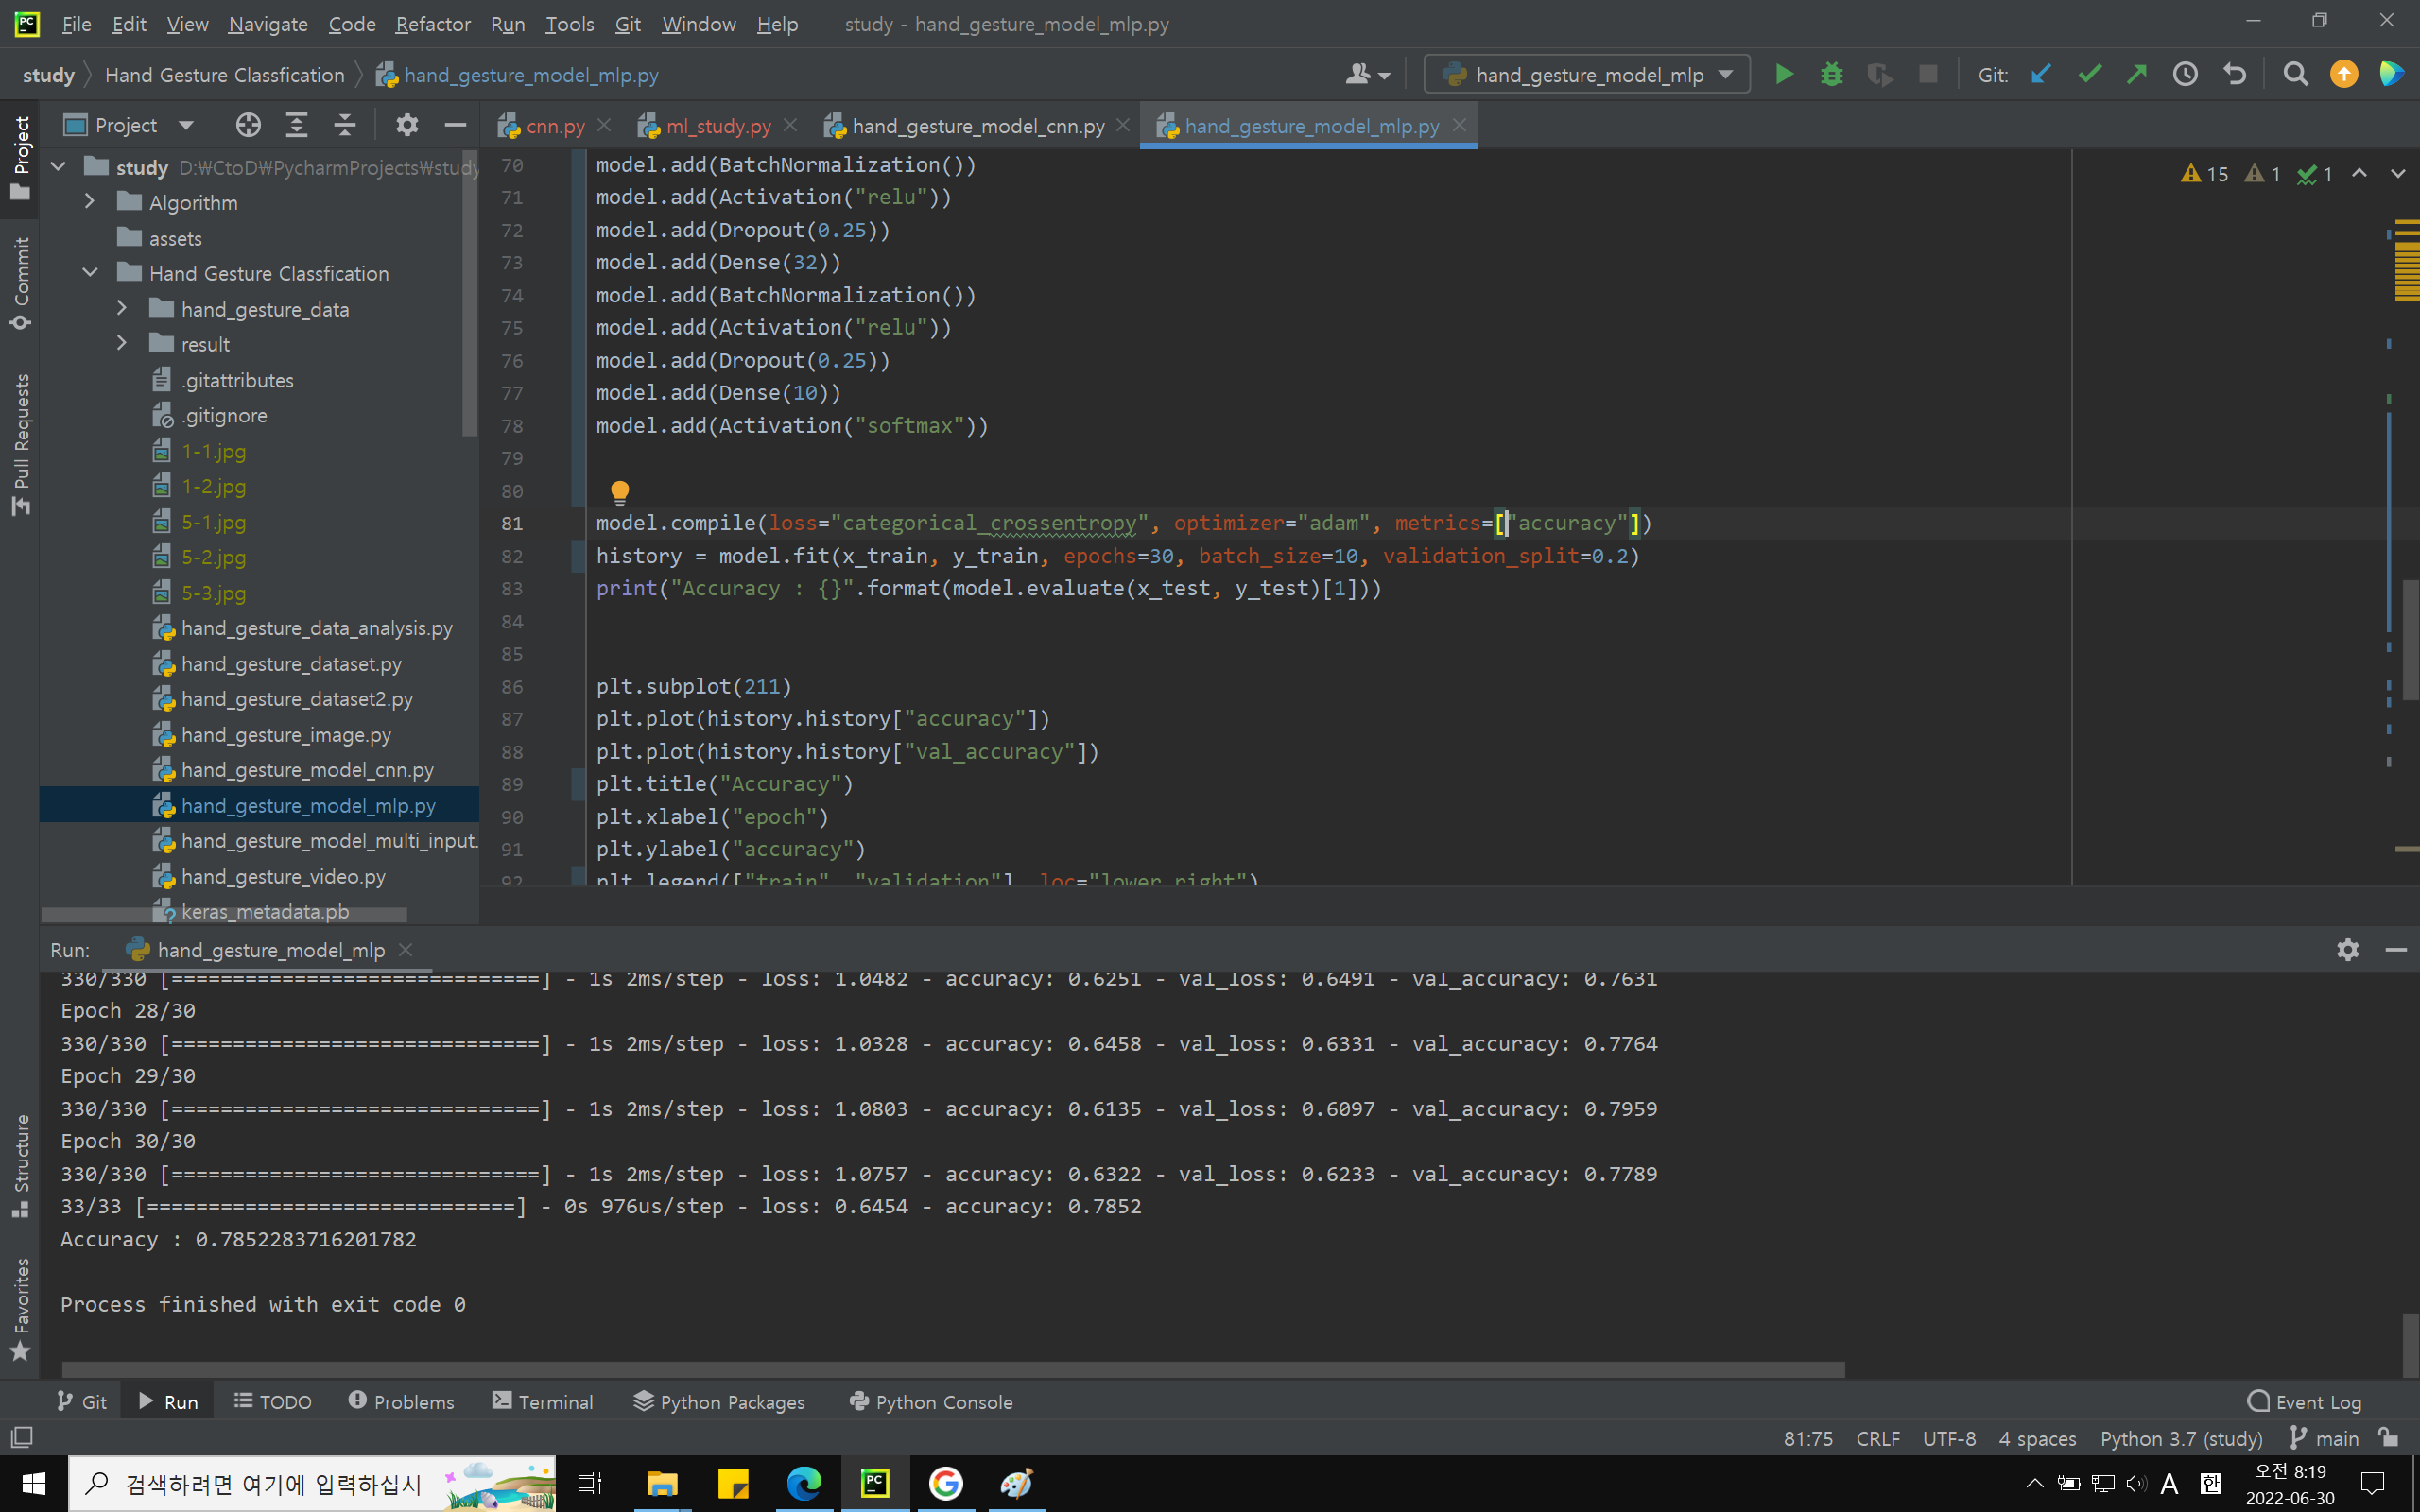 File Edit View Navigate Code Refactor Run Tools Git Window Help study - hand_gesture_model_mlp.py
study Hand Gesture Classfication hand_gesture_model_mlp.py hand_gesture_model_mlp Git:
Project cnn.py ml_study.py hand_gesture_model_cnn.py hand_gesture_model_mlp.py
Project
Commit
Pull Requests
Structure
Favorites
study D:₩CtoD₩PycharmProjects₩study
Algorithm
assets
Hand Gesture Classfication
hand_gesture_data
result
.gitattributes
.gitignore
1-1.jpg
1-2.jpg
5-1.jpg
5-2.jpg
5-3.jpg
hand_gesture_data_analysis.py
hand_gesture_dataset.py
hand_gesture_dataset2.py
hand_gesture_image.py
hand_gesture_model_cnn.py
hand_gesture_model_mlp.py
hand_gesture_model_multi_input.
hand_gesture_video.py
keras_metadata.pb
15 1 1
70 model.add(BatchNormalization())
71 model.add(Activation("relu"))
72 model.add(Dropout(0.25))
73 model.add(Dense(32))
74 model.add(BatchNormalization())
75 model.add(Activation("relu"))
76 model.add(Dropout(0.25))
77 model.add(Dense(10))
78 model.add(Activation("softmax"))
79
80
81 model.compile(loss="categorical_crossentropy", optimizer="adam", metrics=["accuracy"])
82 history = model.fit(x_train, y_train, epochs=30, batch_size=10, validation_split=0.2)
83 print("Accuracy : {}".format(model.evaluate(x_test, y_test)[1]))
84
85
86 plt.subplot(211)
87 plt.plot(history.history["accuracy"])
88 plt.plot(history.history["val_accuracy"])
89 plt.title("Accuracy")
90 plt.xlabel("epoch")
91 plt.ylabel("accuracy")
92 plt.legend(["train", "validation"], loc="lower right")
Run: hand_gesture_model_mlp
330/330 [==============================] - 1s 2ms/step - loss: 1.0482 - accuracy: 0.6251 - val_loss: 0.6491 - val_accuracy: 0.7631
Epoch 28/30
330/330 [==============================] - 1s 2ms/step - loss: 1.0328 - accuracy: 0.6458 - val_loss: 0.6331 - val_accuracy: 0.7764
Epoch 29/30
330/330 [==============================] - 1s 2ms/step - loss: 1.0803 - accuracy: 0.6135 - val_loss: 0.6097 - val_accuracy: 0.7959
Epoch 30/30
330/330 [==============================] - 1s 2ms/step - loss: 1.0757 - accuracy: 0.6322 - val_loss: 0.6233 - val_accuracy: 0.7789
33/33 [==============================] - 0s 976us/step - loss: 0.6454 - accuracy: 0.7852
Accuracy : 0.7852283716201782
Process finished with exit code 0
Git Run TODO Problems Terminal Python Packages Python Console Event Log
81:75 CRLF UTF-8 4 spaces Python 3.7 (study) main
검색하려면 여기에 입력하십시 A 한 오전 8:19
2022-06-30